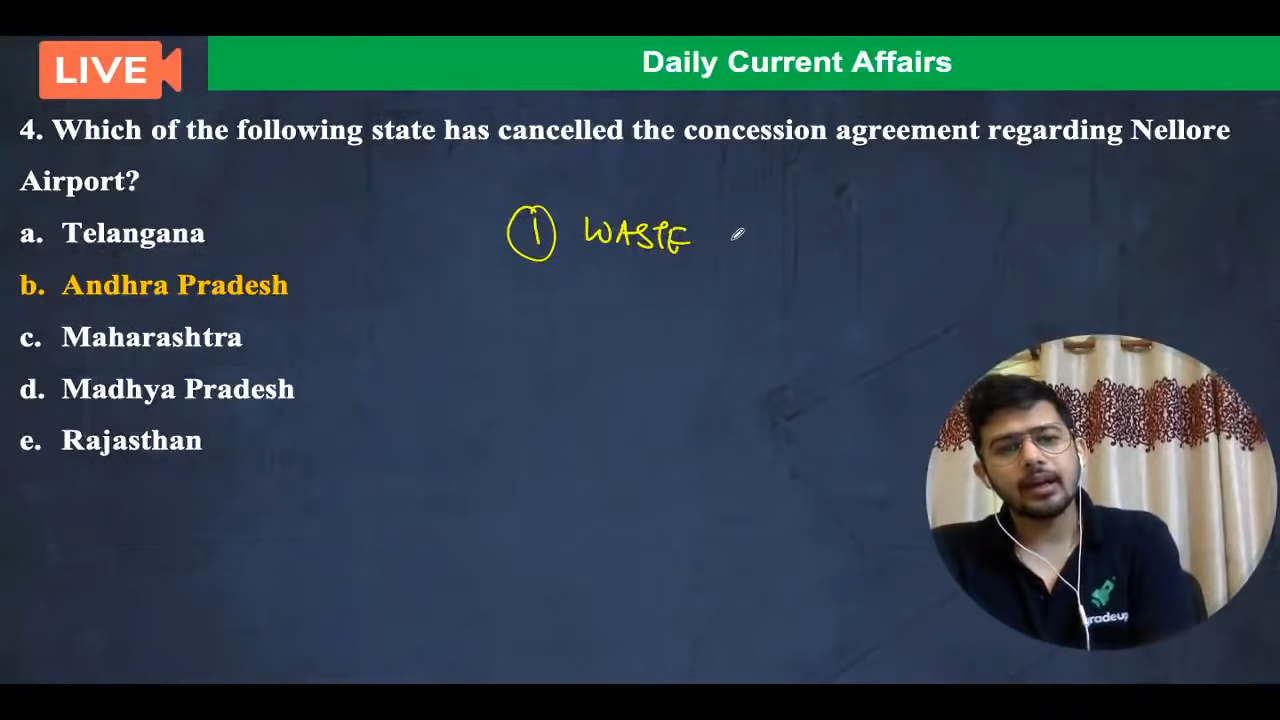 LIVE
Daily Current Affairs
4. Which of the following state has cancelled the concession agreement regarding Nellore
Airport?
a. Telangana
1 WASTE
b. Andhra Pradesh
c. Maharashtra
d. Madhya Pradesh
e. Rajasthan
gradeup